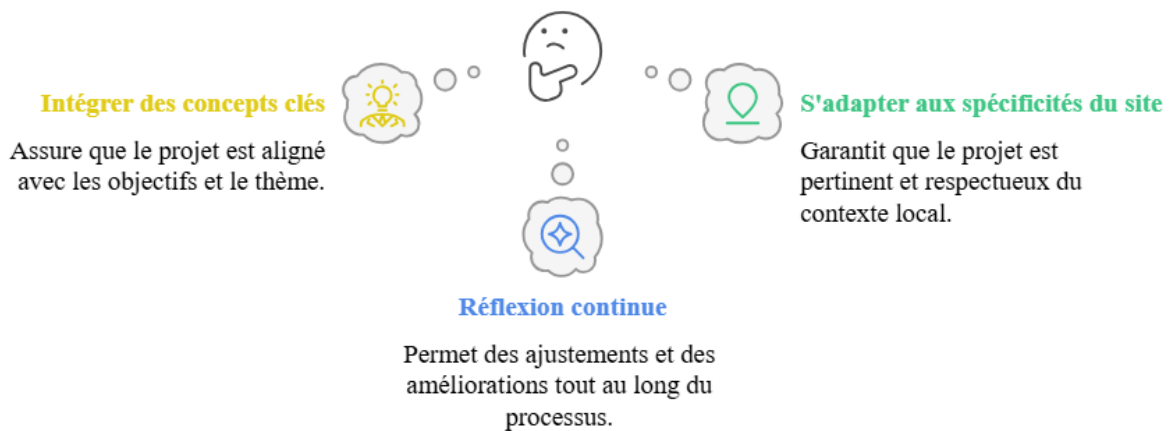 Intégrer des concepts clés
Assure que le projet est aligné
avec les objectifs et le thème.
S'adapter aux spécificités du site
Garantit que le projet est
pertinent et respectueux du
contexte local.
Réflexion continue
Permet des ajustements et des
améliorations tout au long du
processus.